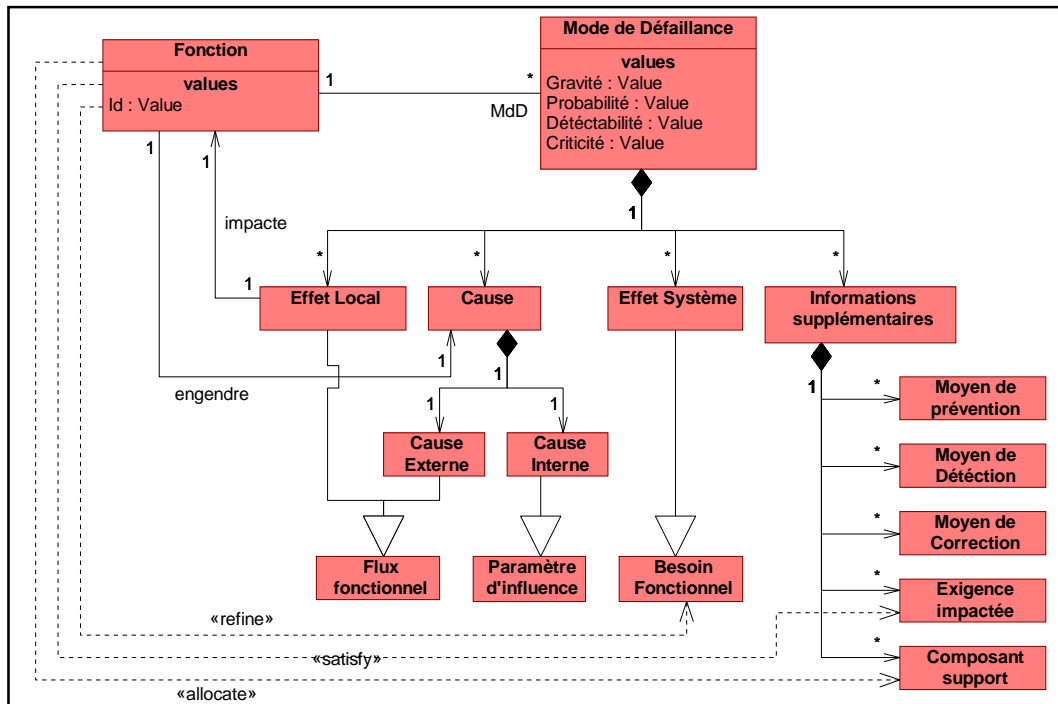 Mode de Défaillance
values
Gravité : Value
Probabilité : Value
Détéctabilité : Value
Criticité : Value
Fonction
values
Id : Value
1
*
MdD
1
1
impacte
1
1
*
*
*
*
Effet Local
Cause
Effet Système
Informations
supplémentaires
1
engendre
1
1
1
1
Cause
Externe
Cause
Interne
*
Moyen de
prévention
*
Moyen de
Détéction
*
Moyen de
Correction
Flux
fonctionnel
Paramètre
d'influence
Besoin
Fonctionnel
*
Exigence
impactée
*
Composant
support
«refine»
«satisfy»
«allocate»